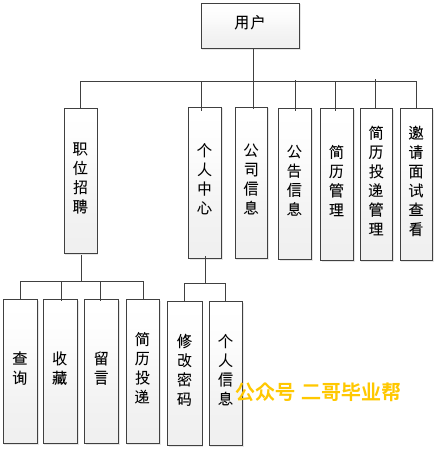 用户
职位招聘
个人中心
公司信息
公告信息
简历管理
简历投递管理
邀请面试查看
查询
收藏
留言
简历投递
修改密码
个人信息
公众号 二哥毕业帮